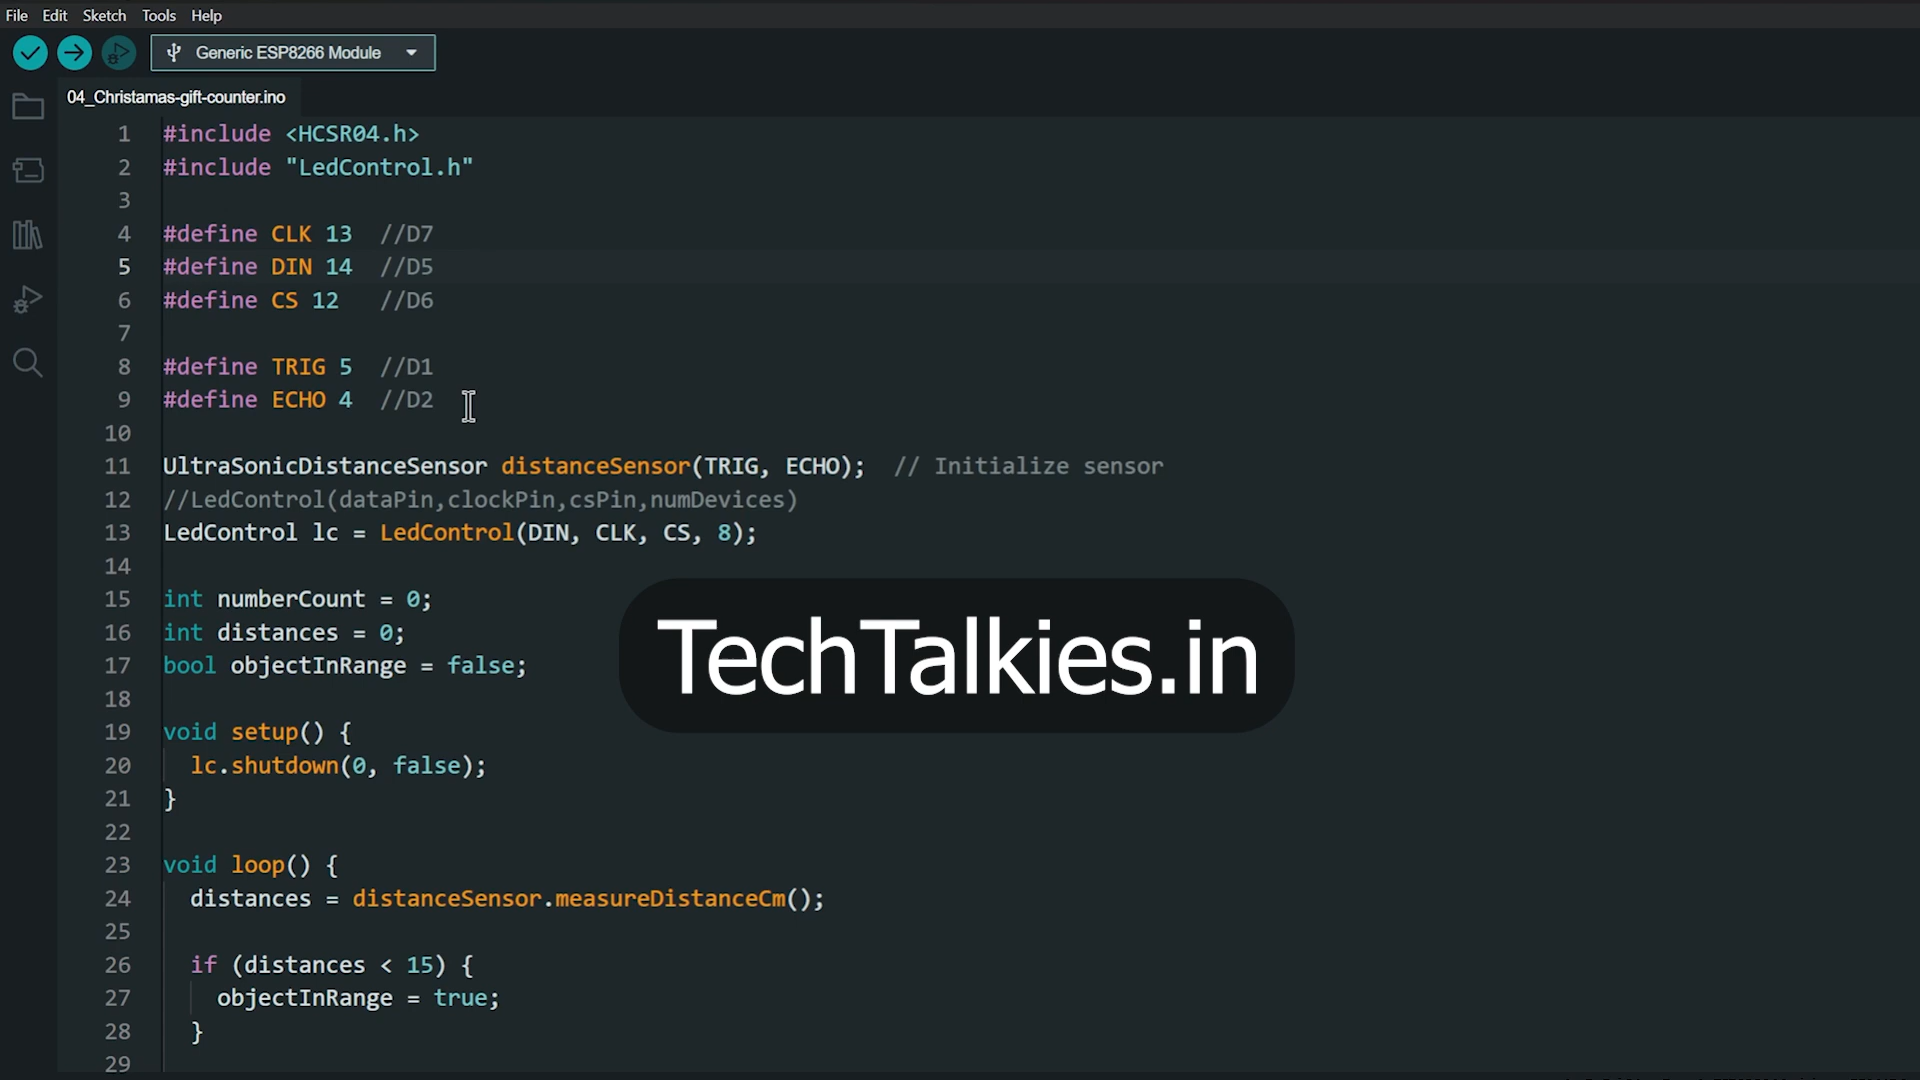 File Edit Sketch Tools Help
Generic ESP8266 Module
04_Christamas-gift-counter.ino
1 #include <HCSR04.h>
2 #include "LedControl.h"
3
4 #define CLK 13  //D7
5 #define DIN 14  //D5
6 #define CS 12   //D6
7
8 #define TRIG 5  //D1
9 #define ECHO 4  //D2
10
11 UltraSonicDistanceSensor distanceSensor(TRIG, ECHO);  // Initialize sensor
12 //LedControl(dataPin,clockPin,csPin,numDevices)
13 LedControl lc = LedControl(DIN, CLK, CS, 8);
14
15 int numberCount = 0;
16 int distances = 0;
17 bool objectInRange = false;
TechTalkies.in
18
19 void setup() {
20   lc.shutdown(0, false);
21 }
22
23 void loop() {
24   distances = distanceSensor.measureDistanceCm();
25
26   if (distances < 15) {
27     objectInRange = true;
28   }
29